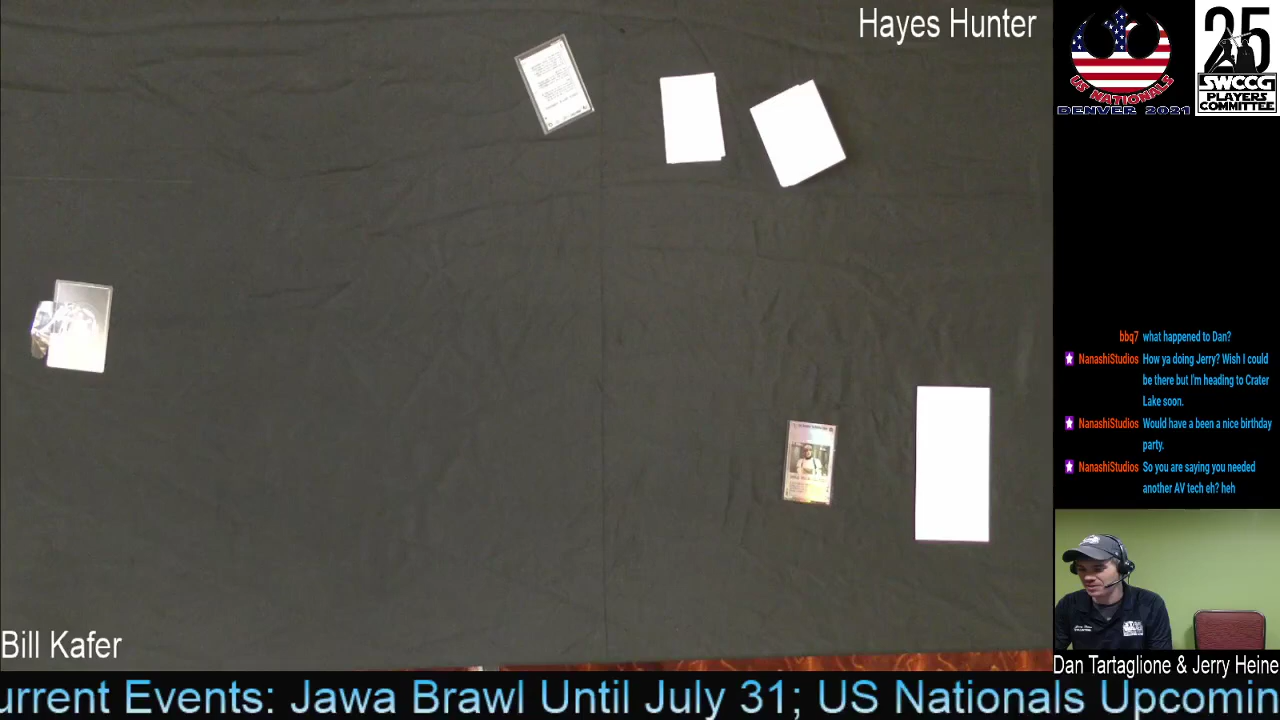 Hayes Hunter
US NATIONALS
DENVER 2021
25
SWCCG
PLAYERS
COMMITTEE
bbq7 what happened to Dan?
NanashiStudios How ya doing Jerry? Wish I could
be there but I'm heading to Crater
Lake soon.
NanashiStudios Would have a been a nice birthday
party.
NanashiStudios So you are saying you needed
another AV tech eh? heh
Bill Kafer
Dan Tartaglione & Jerry Heine
urrent Events: Jawa Brawl Until July 31; US Nationals Upcomin